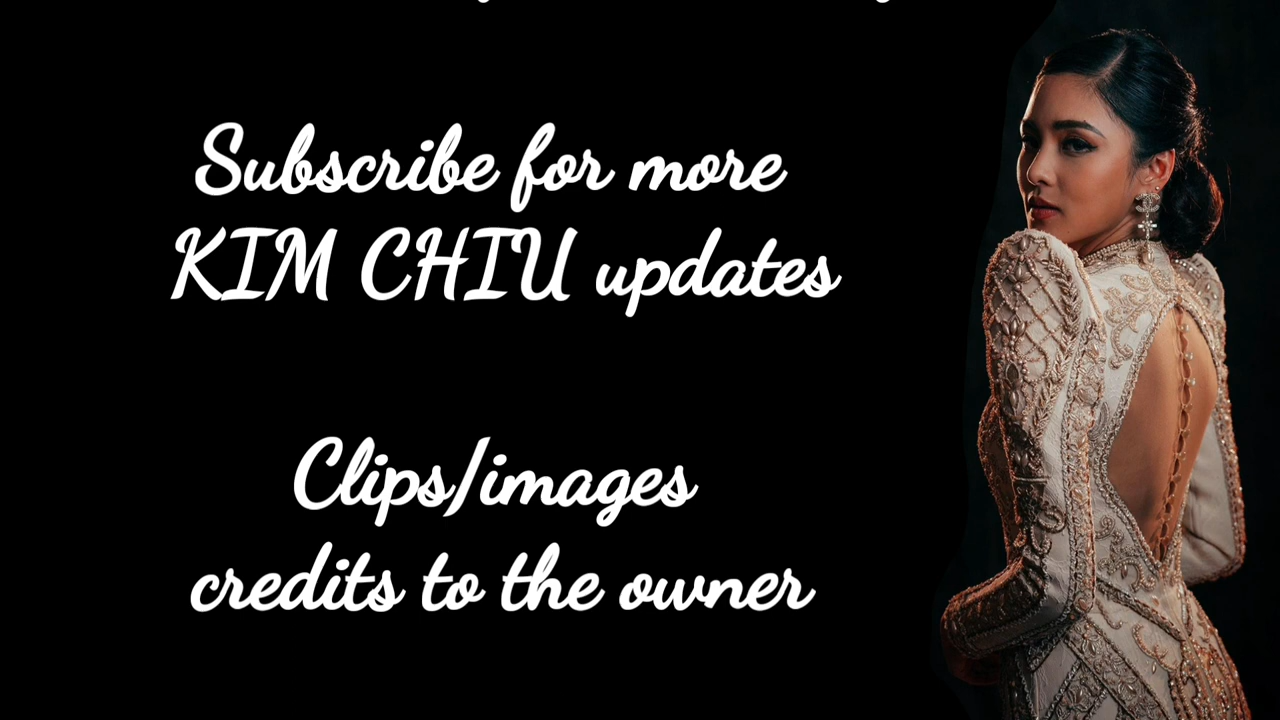 Subscribe for more
KIM CHIU updates
Clips/images
credits to the owner